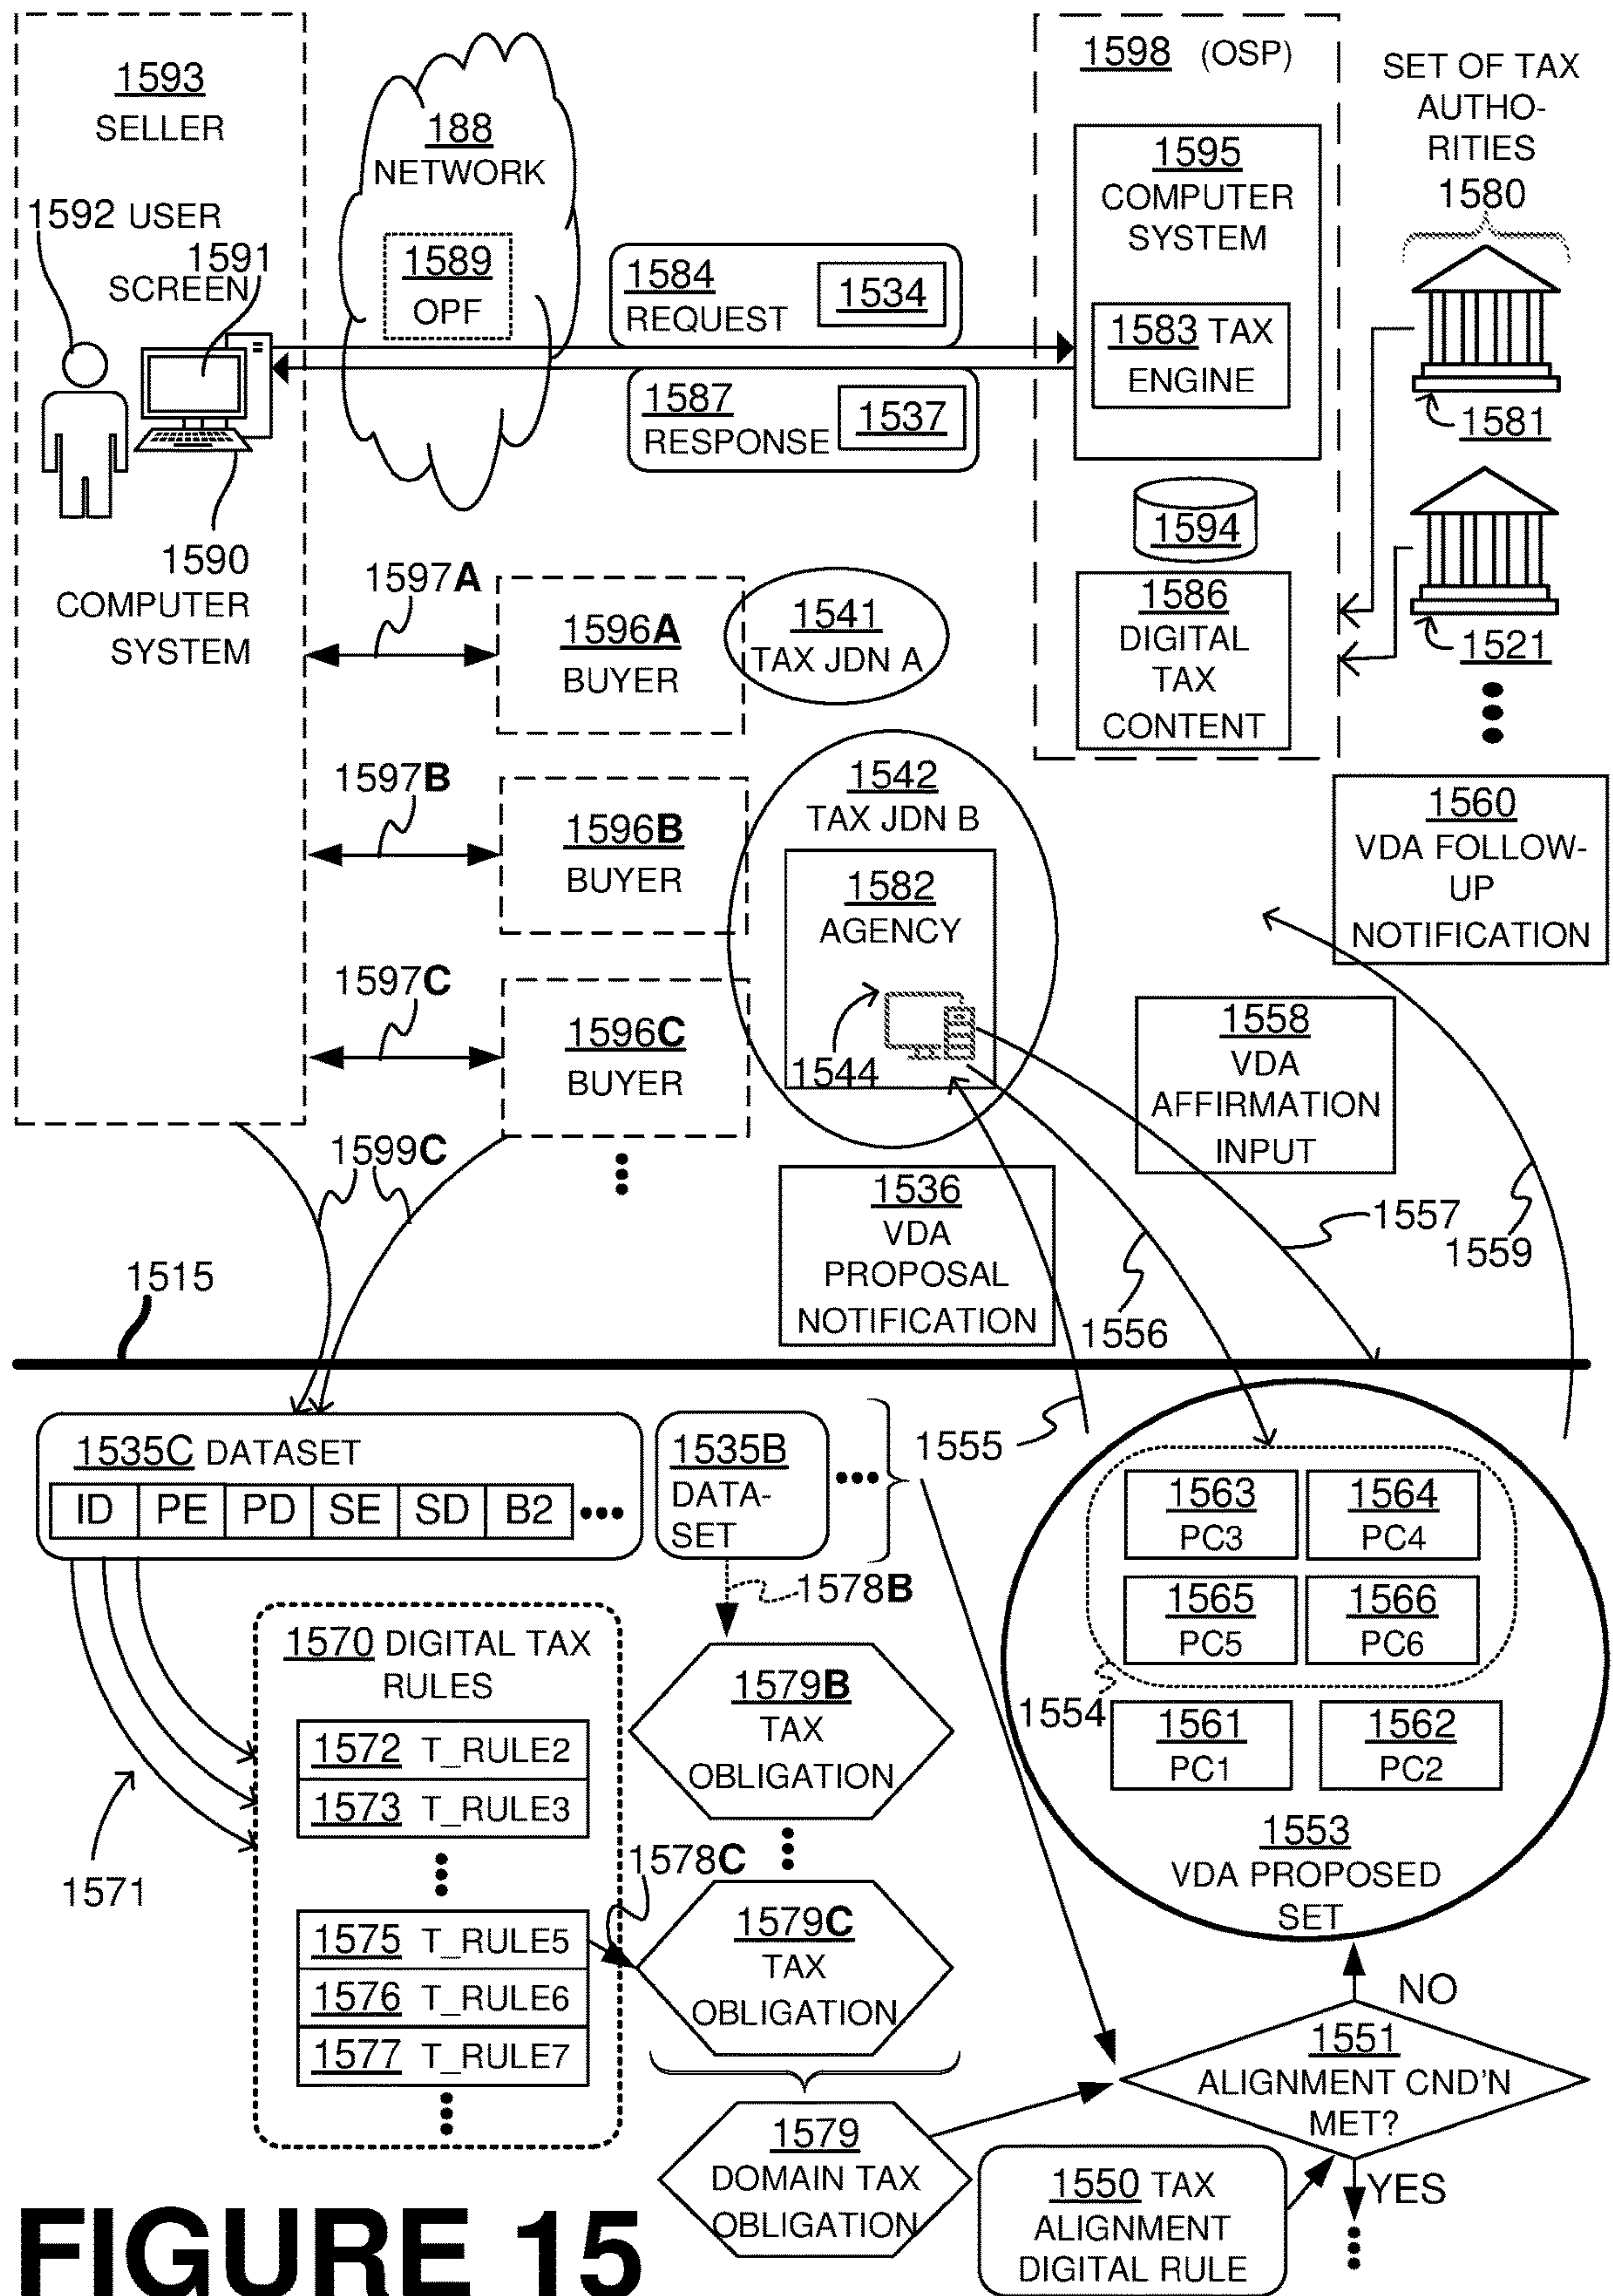 1593
SELLER
188
NETWORK
1598 (OSP)
SET OF TAX
AUTHO-
RITIES
1580
1595
COMPUTER
SYSTEM
1592 USER
1591
SCREEN
1589
OPF
1584
REQUEST
1534
1583 TAX
ENGINE
1587
RESPONSE
1537
1581
1594
1590
COMPUTER
SYSTEM
1597A
1596A
BUYER
1541
TAX JDN A
1586
DIGITAL
TAX
CONTENT
1521
1597B
1596B
BUYER
1542
TAX JDN B
1582
AGENCY
1544
1560
VDA FOLLOW-
UP
NOTIFICATION
1597C
1596C
BUYER
1558
VDA
AFFIRMATION
INPUT
1599C
1536
VDA
PROPOSAL
NOTIFICATION
1557
1559
1556
1515
1535C DATASET
ID PE PD SE SD B2
1535B
DATA-
SET
1555
1578B
1563
PC3
1564
PC4
1565
PC5
1566
PC6
1554
1561
PC1
1562
PC2
1553
VDA PROPOSED
SET
1570 DIGITAL TAX
RULES
1572 T_RULE2
1573 T_RULE3
1575 T_RULE5
1576 T_RULE6
1577 T_RULE7
1571
1579B
TAX
OBLIGATION
1578C
1579C
TAX
OBLIGATION
1579
DOMAIN TAX
OBLIGATION
NO
1551
ALIGNMENT CND'N
MET?
YES
1550 TAX
ALIGNMENT
DIGITAL RULE
FIGURE 15